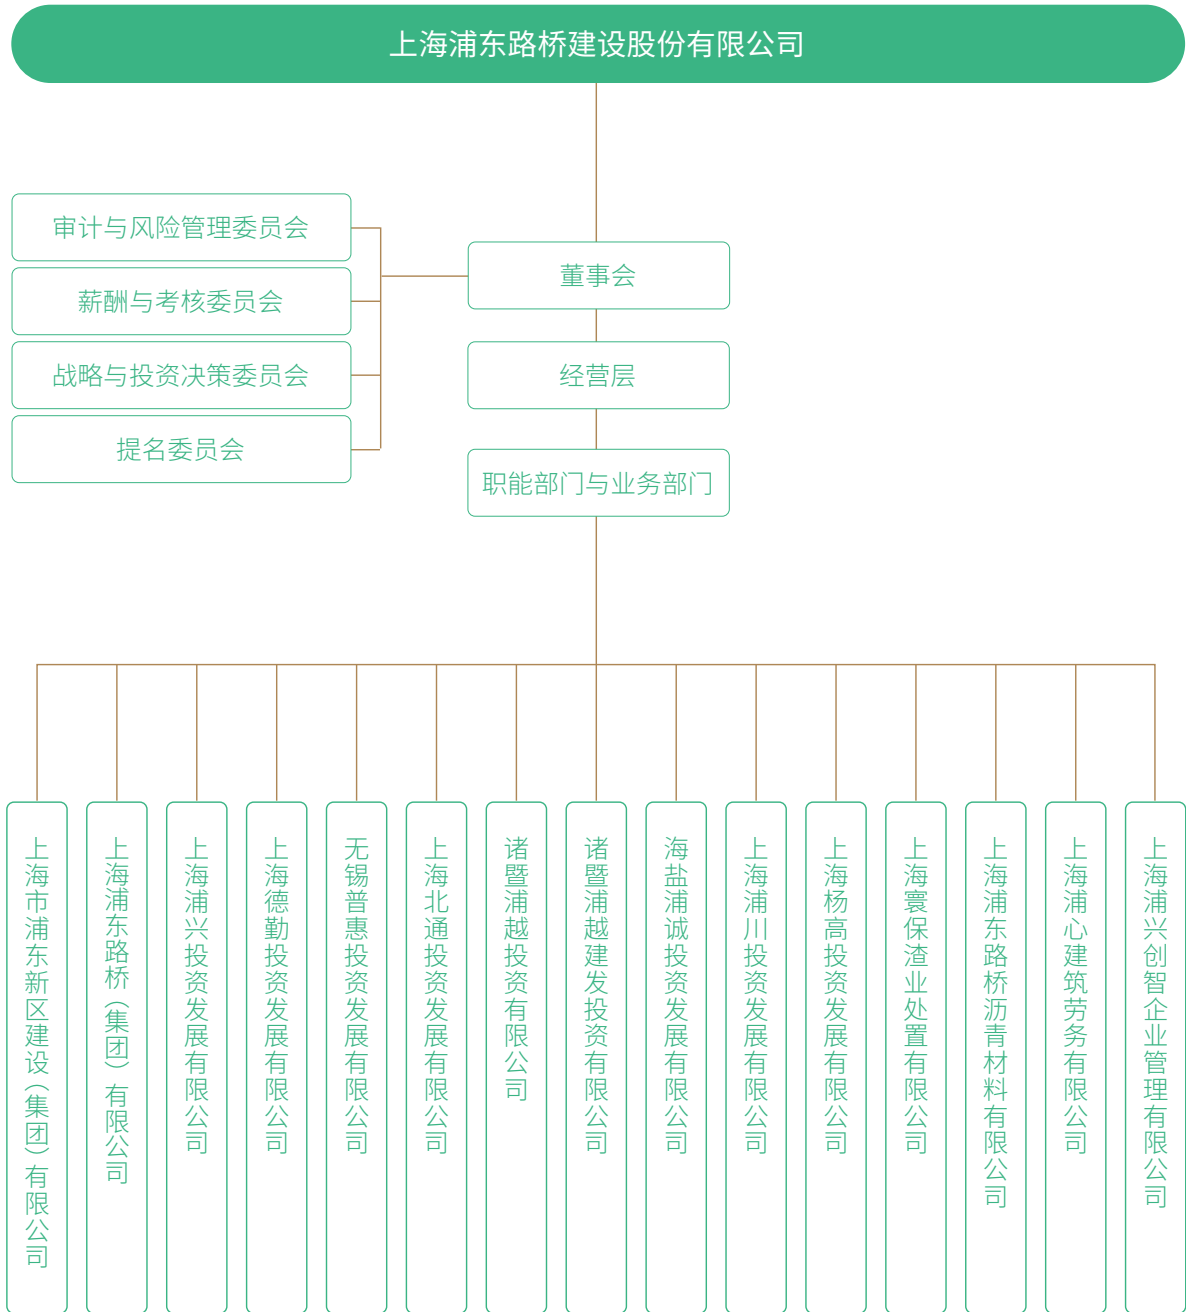 上海浦东路桥建设股份有限公司
审计与风险管理委员会
薪酬与考核委员会
战略与投资决策委员会
提名委员会
董事会
经营层
职能部门与业务部门
上海市浦东新区建设（集团）有限公司
上海浦东路桥（集团）有限公司
上海浦兴投资发展有限公司
上海德勤投资发展有限公司
无锡普惠投资发展有限公司
上海北通投资发展有限公司
诸暨浦越投资有限公司
诸暨浦越建发投资有限公司
海盐浦诚投资发展有限公司
上海浦川投资发展有限公司
上海杨高投资发展有限公司
上海寰保渣业处置有限公司
上海浦东路桥沥青材料有限公司
上海浦心建筑劳务有限公司
上海浦兴创智企业管理有限公司